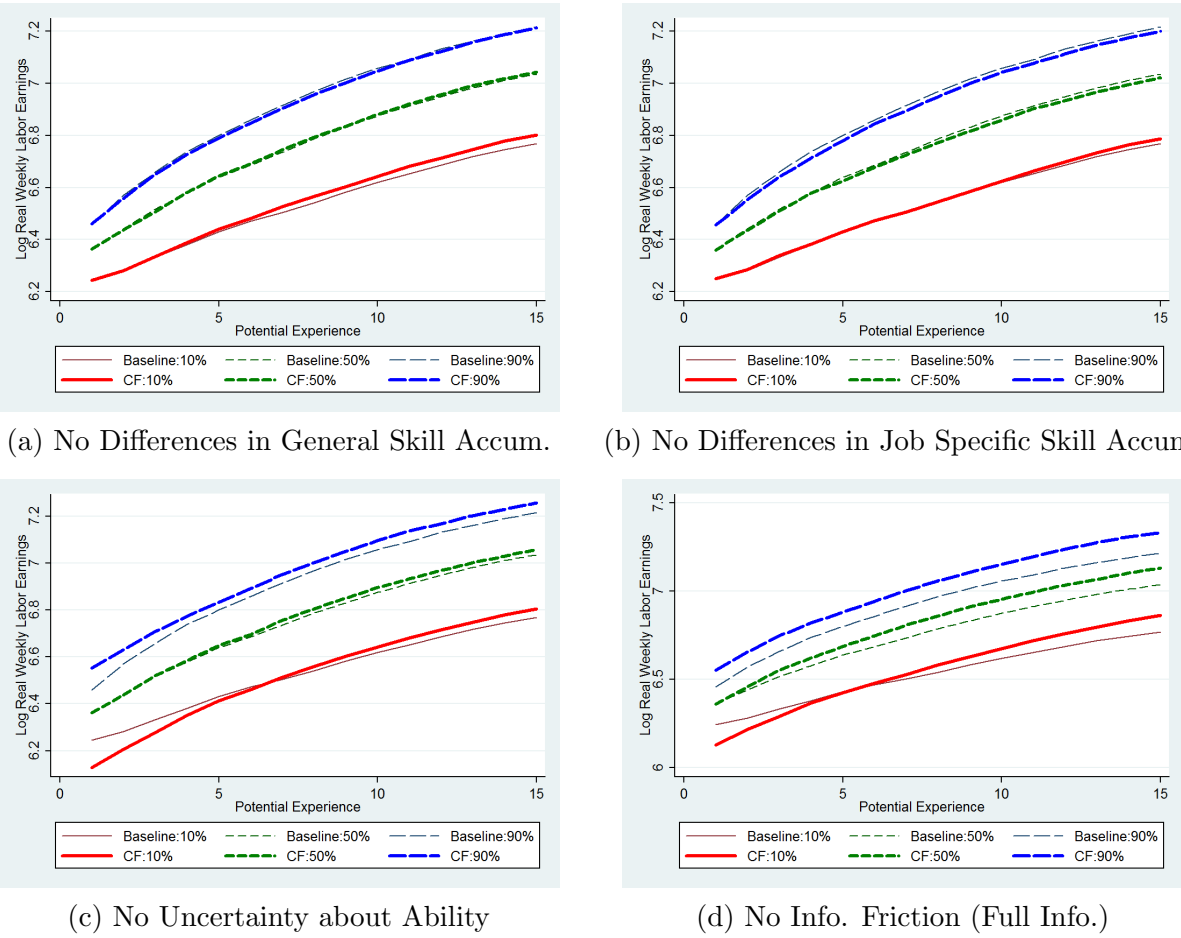 Log Real Weekly Labor Earnings
7.2
7
6.8
6.6
6.4
6.2
0 5 10 15
Potential Experience
Baseline:10% Baseline:50% Baseline:90%
CF:10% CF:50% CF:90%
(a) No Differences in General Skill Accum.
Log Real Weekly Labor Earnings
7.2
7
6.8
6.6
6.4
6.2
0 5 10 15
Potential Experience
Baseline:10% Baseline:50% Baseline:90%
CF:10% CF:50% CF:90%
(b) No Differences in Job Specific Skill Accum
Log Real Weekly Labor Earnings
7.2
7
6.8
6.6
6.4
6.2
0 5 10 15
Potential Experience
Baseline:10% Baseline:50% Baseline:90%
CF:10% CF:50% CF:90%
(c) No Uncertainty about Ability
Log Real Weekly Labor Earnings
7.5
7
6.5
6
0 5 10 15
Potential Experience
Baseline:10% Baseline:50% Baseline:90%
CF:10% CF:50% CF:90%
(d) No Info. Friction (Full Info.)